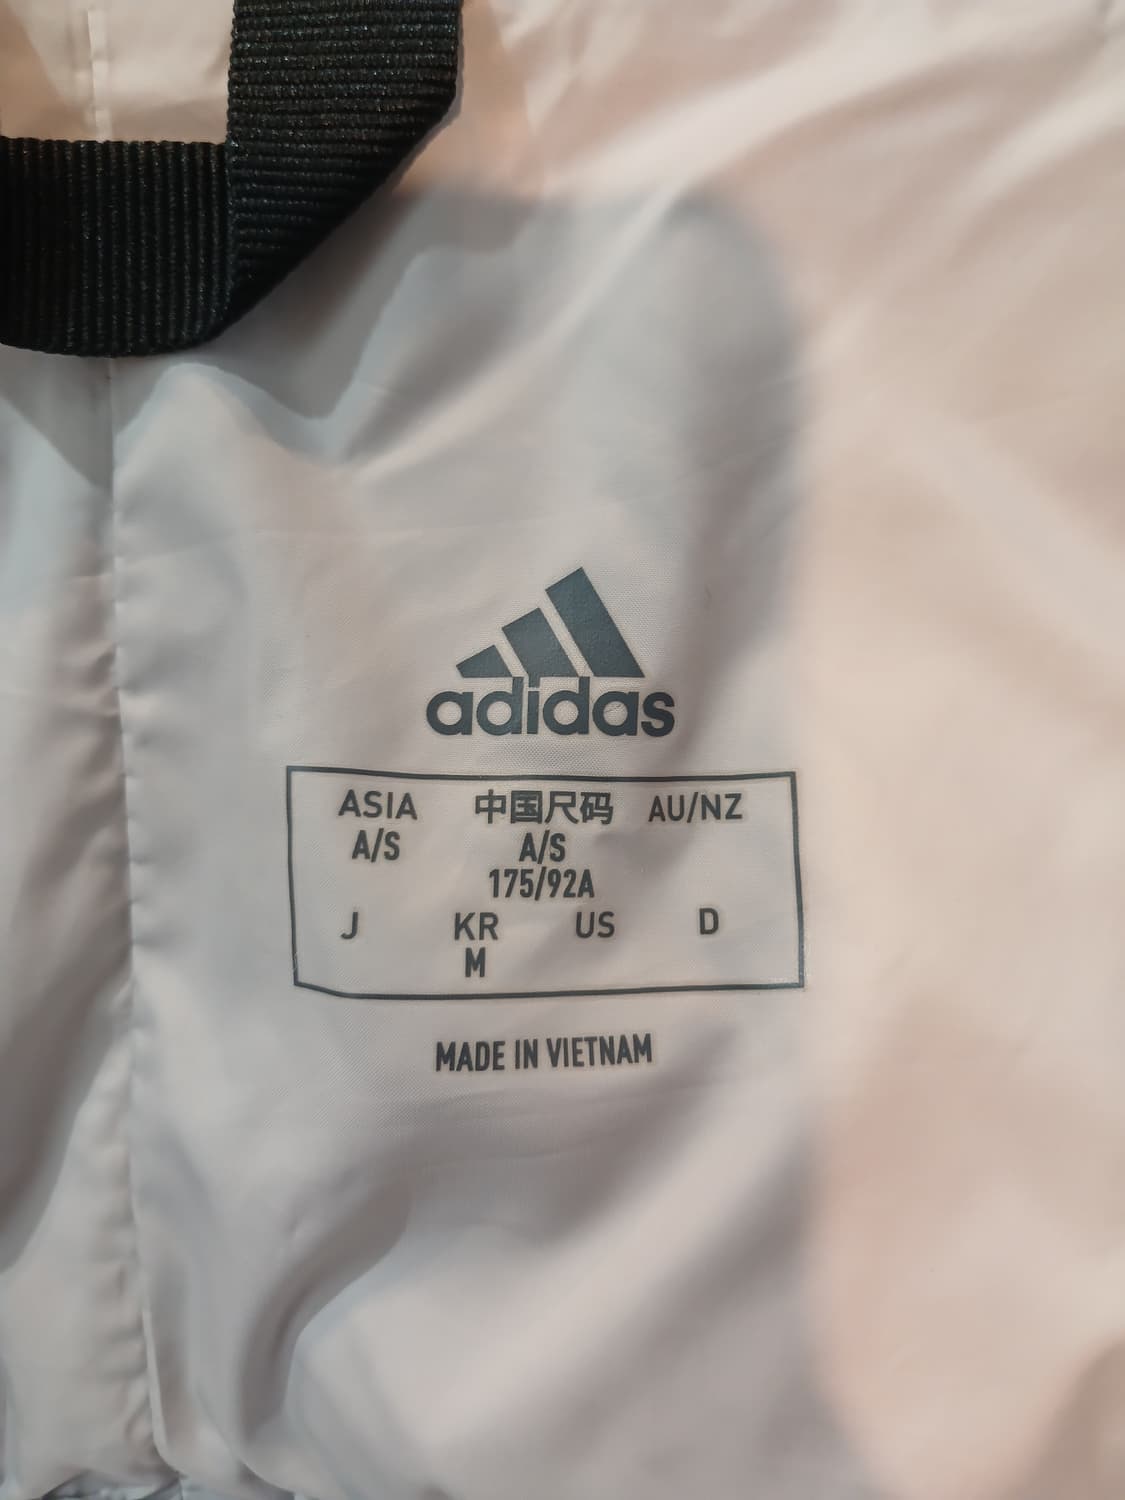 adidas
ASIA 中国尺码 AU/NZ
A/S A/S
175/92A
J KR US D
M
MADE IN VIETNAM